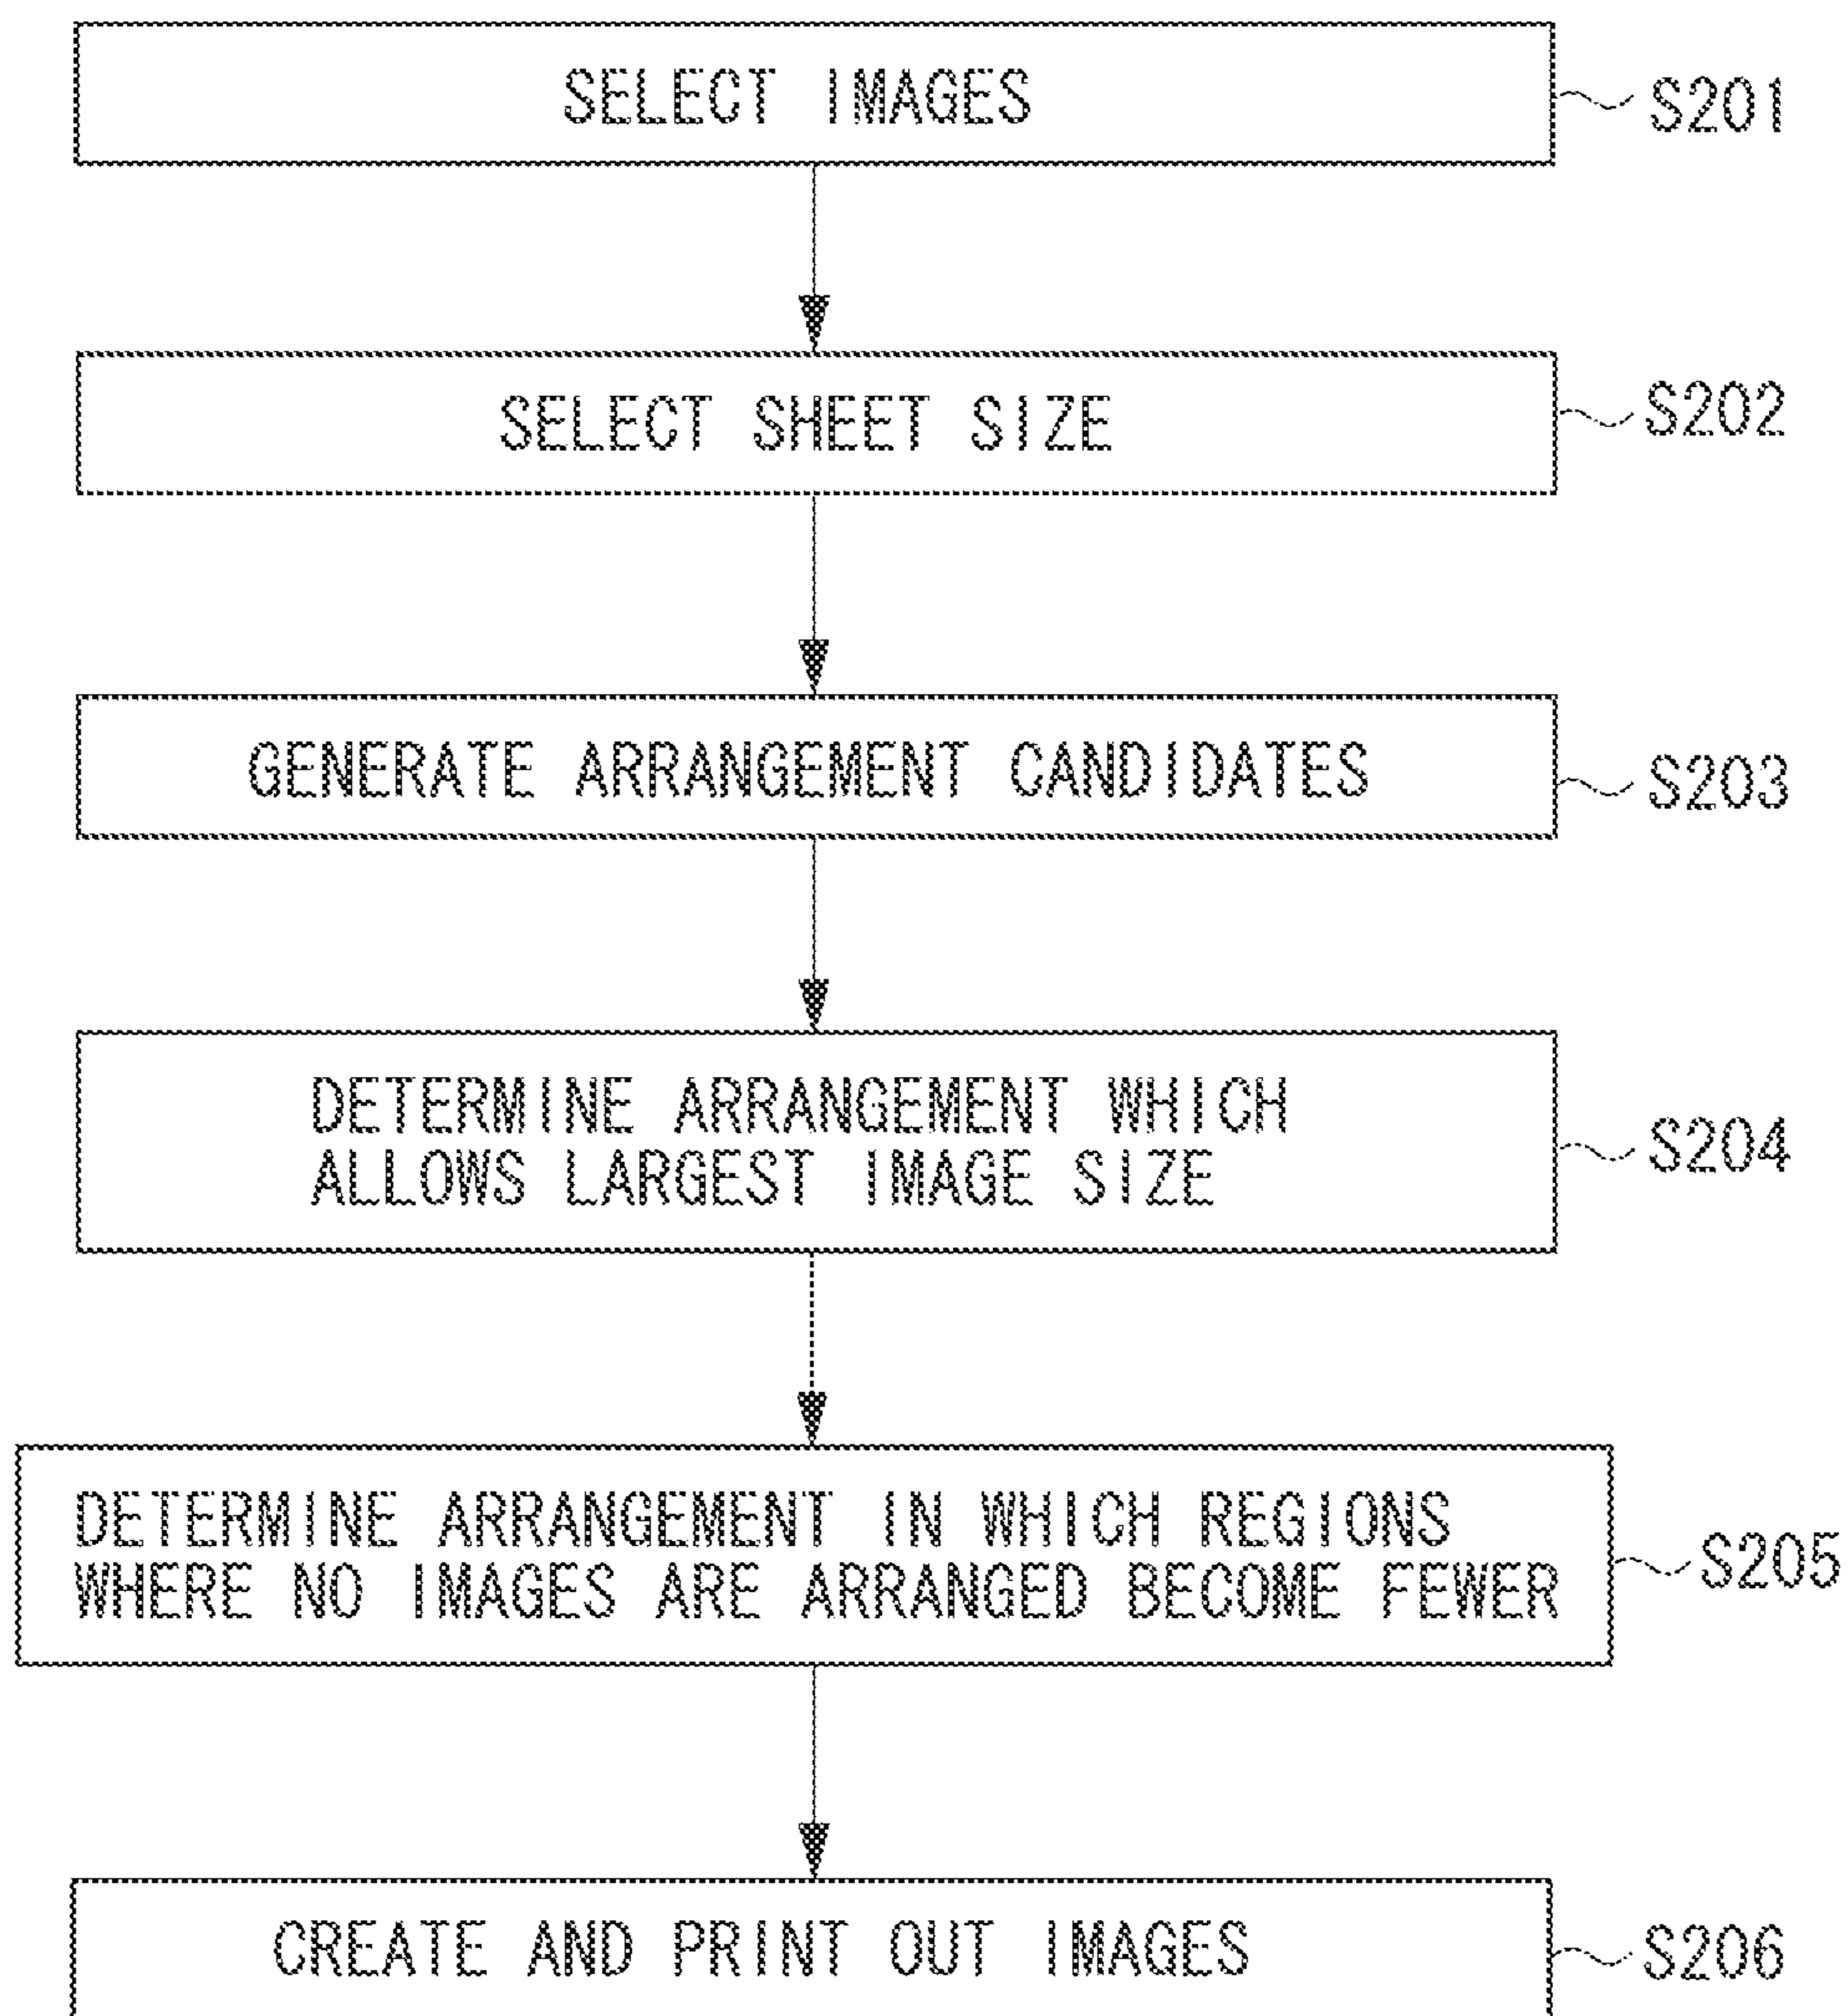 SELECT IMAGES
S201
SELECT SHEET SIZE
S202
GENERATE ARRANGEMENT CANDIDATES
S203
DETERMINE ARRANGEMENT WHICH
ALLOWS LARGEST IMAGE SIZE
S204
DETERMINE ARRANGEMENT IN WHICH REGIONS
WHERE NO IMAGES ARE ARRANGED BECOME FEWER
S205
CREATE AND PRINT OUT IMAGES
S206